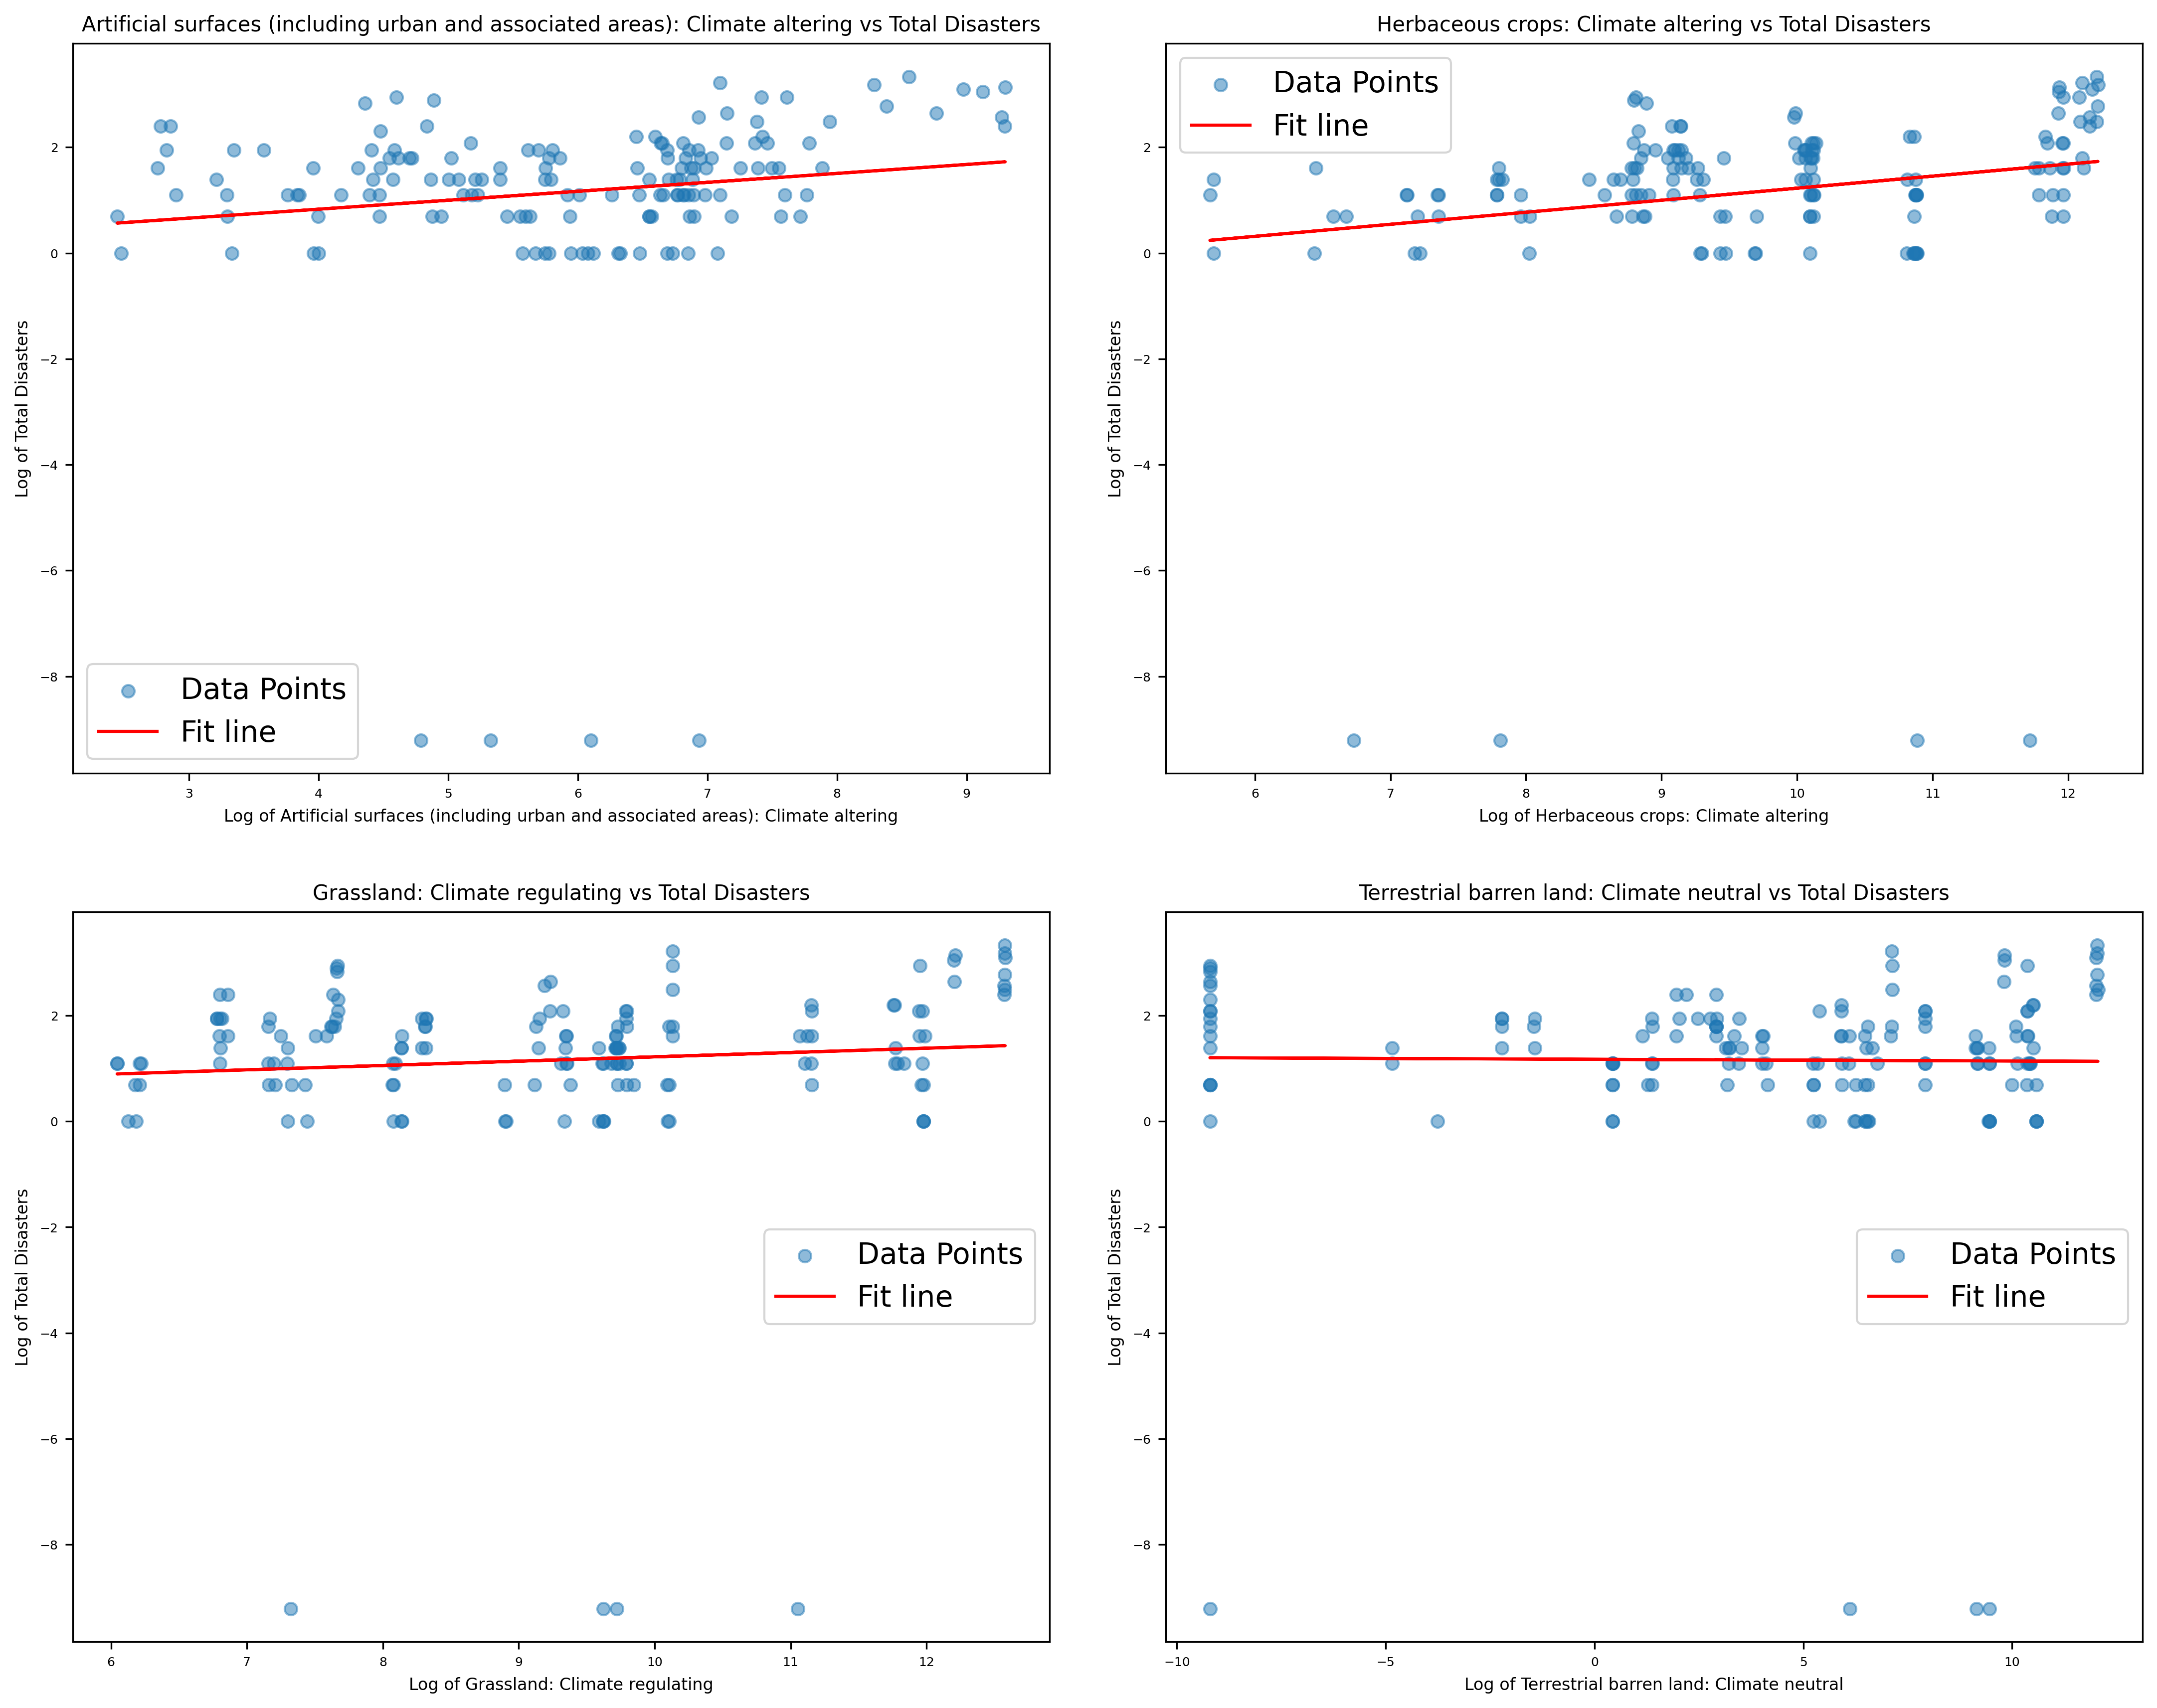 Artificial surfaces (including urban and associated areas): Climate altering vs Total Disasters
Log of Total Disasters
2
0
−2
−4
−6
−8
Data Points
Fit line
3 4 5 6 7 8 9
Log of Artificial surfaces (including urban and associated areas): Climate altering
Herbaceous crops: Climate altering vs Total Disasters
Data Points
Fit line
Log of Total Disasters
2
0
−2
−4
−6
−8
6 7 8 9 10 11 12
Log of Herbaceous crops: Climate altering
Grassland: Climate regulating vs Total Disasters
Log of Total Disasters
2
0
−2
−4
−6
−8
Data Points
Fit line
6 7 8 9 10 11 12
Log of Grassland: Climate regulating
Terrestrial barren land: Climate neutral vs Total Disasters
Log of Total Disasters
2
0
−2
−4
−6
−8
Data Points
Fit line
−10 −5 0 5 10
Log of Terrestrial barren land: Climate neutral